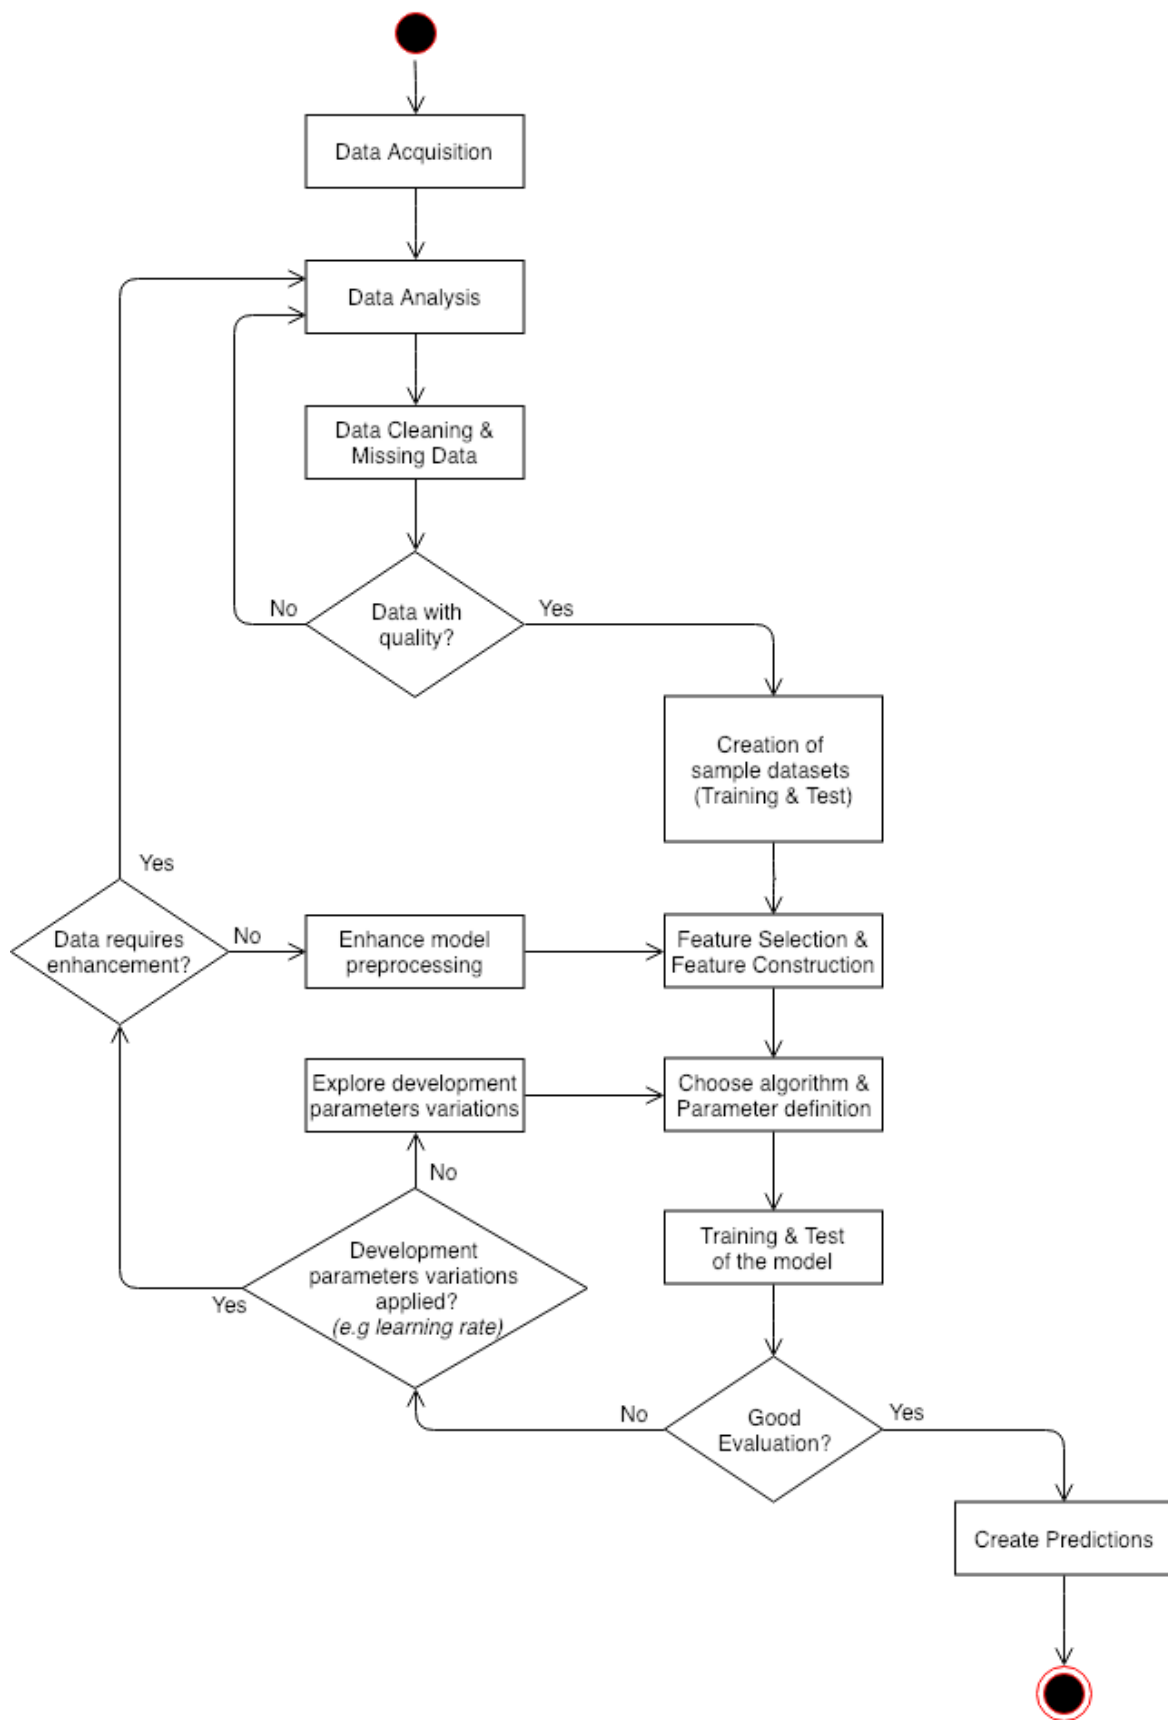 Data Acquisition
Data Analysis
Data Cleaning &
Missing Data
Data with
quality?
No
Yes
Creation of
sample datasets
(Training & Test)
Yes
Data requires
enhancement?
No
Enhance model
preprocessing
Feature Selection &
Feature Construction
Explore development
parameters variations
Choose algorithm &
Parameter definition
No
Development
parameters variations
applied?
(e.g learning rate)
Yes
Training & Test
of the model
No
Good
Evaluation?
Yes
Create Predictions